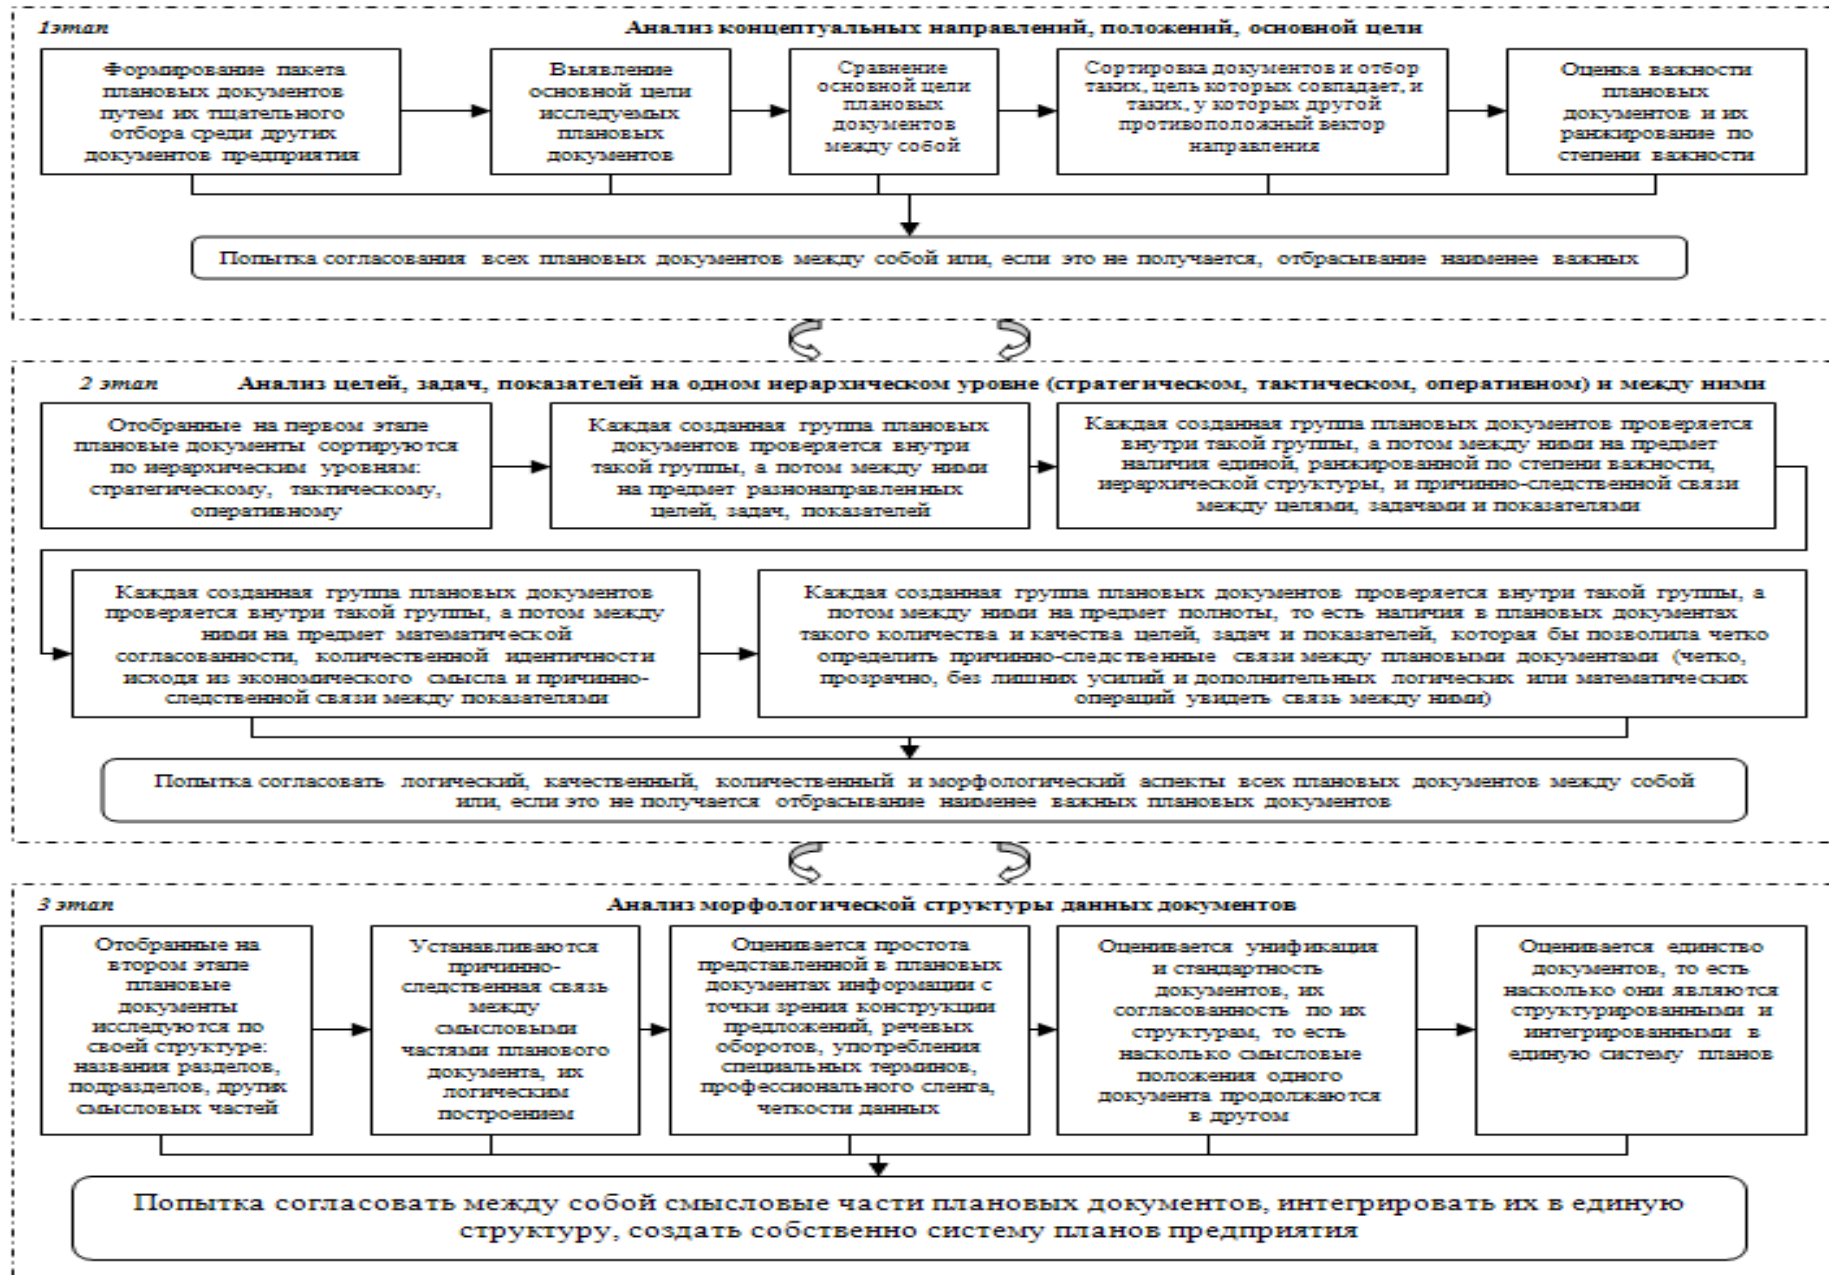 1этап
Анализ концептуальных направлений, положений, основной цели
Формирование пакета
плановых документов
путем их тщательного
отбора среди других
документов предприятия
Выявление
основной цели
исследуемых
плановых
документов
Сравнение
основной цели
плановых
документов
между собой
Сортировка документов и отбор
таких, цель которых совпадает, и
таких, у которых другой
противоположный вектор
направления
Оценка важности
плановых
документов и их
ранжирование по
степени важности
Попытка согласования всех плановых документов между собой или, если это не получается, отбрасывание наименее важных
2 этап
Анализ целей, задач, показателей на одном иерархическом уровне (стратегическом, тактическом, оперативном) и между ними
Отобранные на первом этапе
плановые документы сортируются
по иерархическим уровням:
стратегическому, тактическому,
оперативному
Каждая созданная группа плановых
документов проверяется внутри
такой группы, а потом между ними
на предмет разнонаправленных
целей, задач, показателей
Каждая созданная группа плановых документов проверяется
внутри такой группы, а потом между ними на предмет
наличия единой, ранжированной по степени важности,
иерархической структуры, и причинно-следственной связи
между целями, задачами и показателями
Каждая созданная группа плановых документов
проверяется внутри такой группы, а потом между
ними на предмет математической
согласованности, количественной идентичности
исходя из экономического смысла и причинно-
следственной связи между показателями
Каждая созданная группа плановых документов проверяется внутри такой группы, а
потом между ними на предмет полноты, то есть наличия в плановых документах
такого количества и качества целей, задач и показателей, которая бы позволила четко
определить причинно-следственные связи между плановыми документами (четко,
прозрачно, без лишних усилий и дополнительных логических или математических
операций увидеть связь между ними)
Попытка согласовать логический, качественный, количественный и морфологический аспекты всех плановых документов между собой
или, если это не получается отбрасывание наименее важных плановых документов
3 этап
Анализ морфологической структуры данных документов
Отобранные на
втором этапе
плановые
документы
исследуются по
своей структуре:
названия разделов,
подразделов, других
смысловых частей
Устанавливаются
причинно-
следственная связь
между
смысловыми
частями планового
документа, их
логическим
построением
Оценивается простота
представленной в плановых
документах информации с
точки зрения конструкции
предложений, речевых
оборотов, употребления
специальных терминов,
профессионального сленга,
четкости данных
Оценивается унификация
и стандартность
документов, их
согласованность по их
структурам, то есть
насколько смысловые
положения одного
документа продолжаются
в другом
Оценивается единство
документов, то есть
насколько они являются
структурированными и
интегрированными в
единую систему планов
Попытка согласовать между собой смысловые части плановых документов, интегрировать их в единую
структуру, создать собственно систему планов предприятия